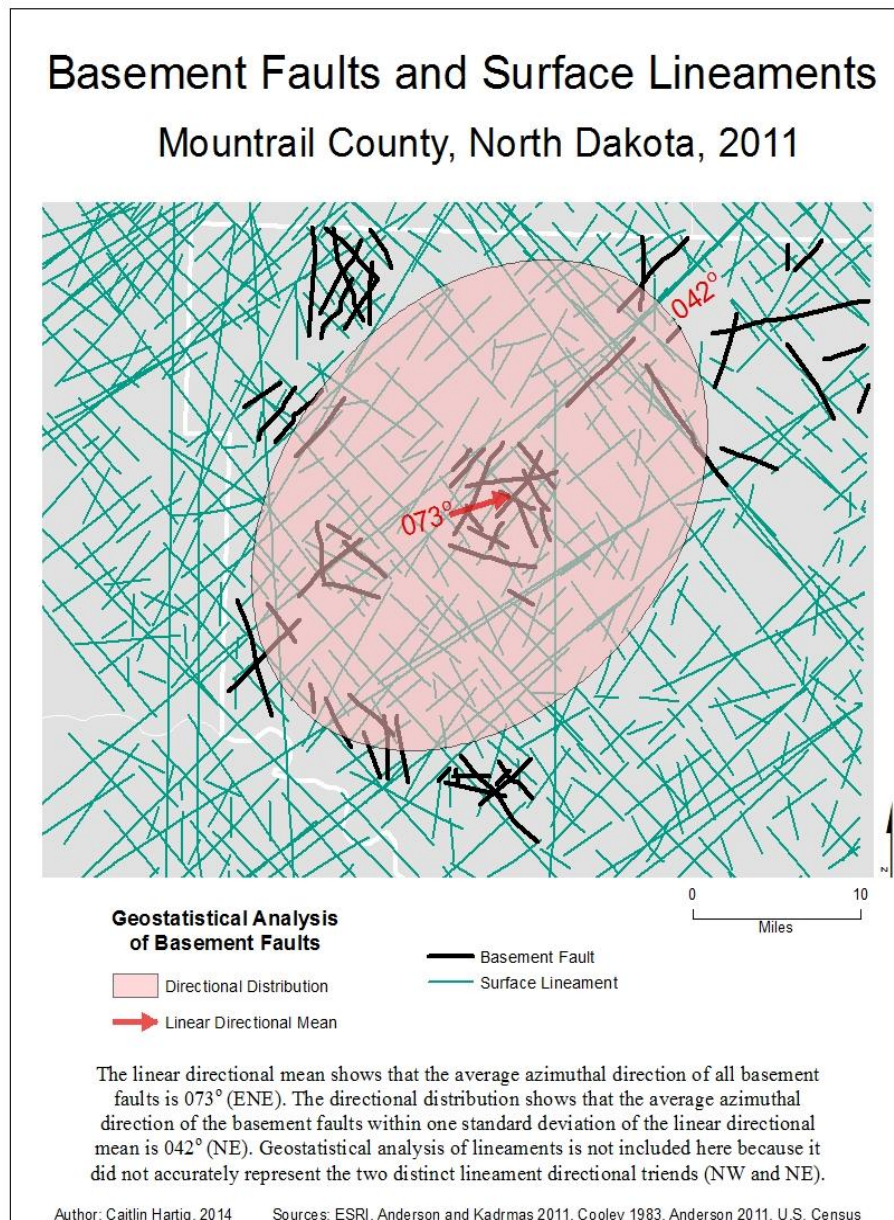 Basement Faults and Surface Lineaments
Mountrail County, North Dakota, 2011
042°
073°
N
0 10
Miles
Geostatistical Analysis
of Basement Faults
Directional Distribution
Linear Directional Mean
Basement Fault
Surface Lineament
The linear directional mean shows that the average azimuthal direction of all basement
faults is 073° (ENE). The directional distribution shows that the average azimuthal
direction of the basement faults within one standard deviation of the linear directional
mean is 042° (NE). Geostatistical analysis of lineaments is not included here because it
did not accurately represent the two distinct lineament directional triends (NW and NE).
Author: Caitlin Hartig, 2014 Sources: ESRI, Anderson and Kadrmas 2011, Cooley 1983, Anderson 2011, U.S. Census